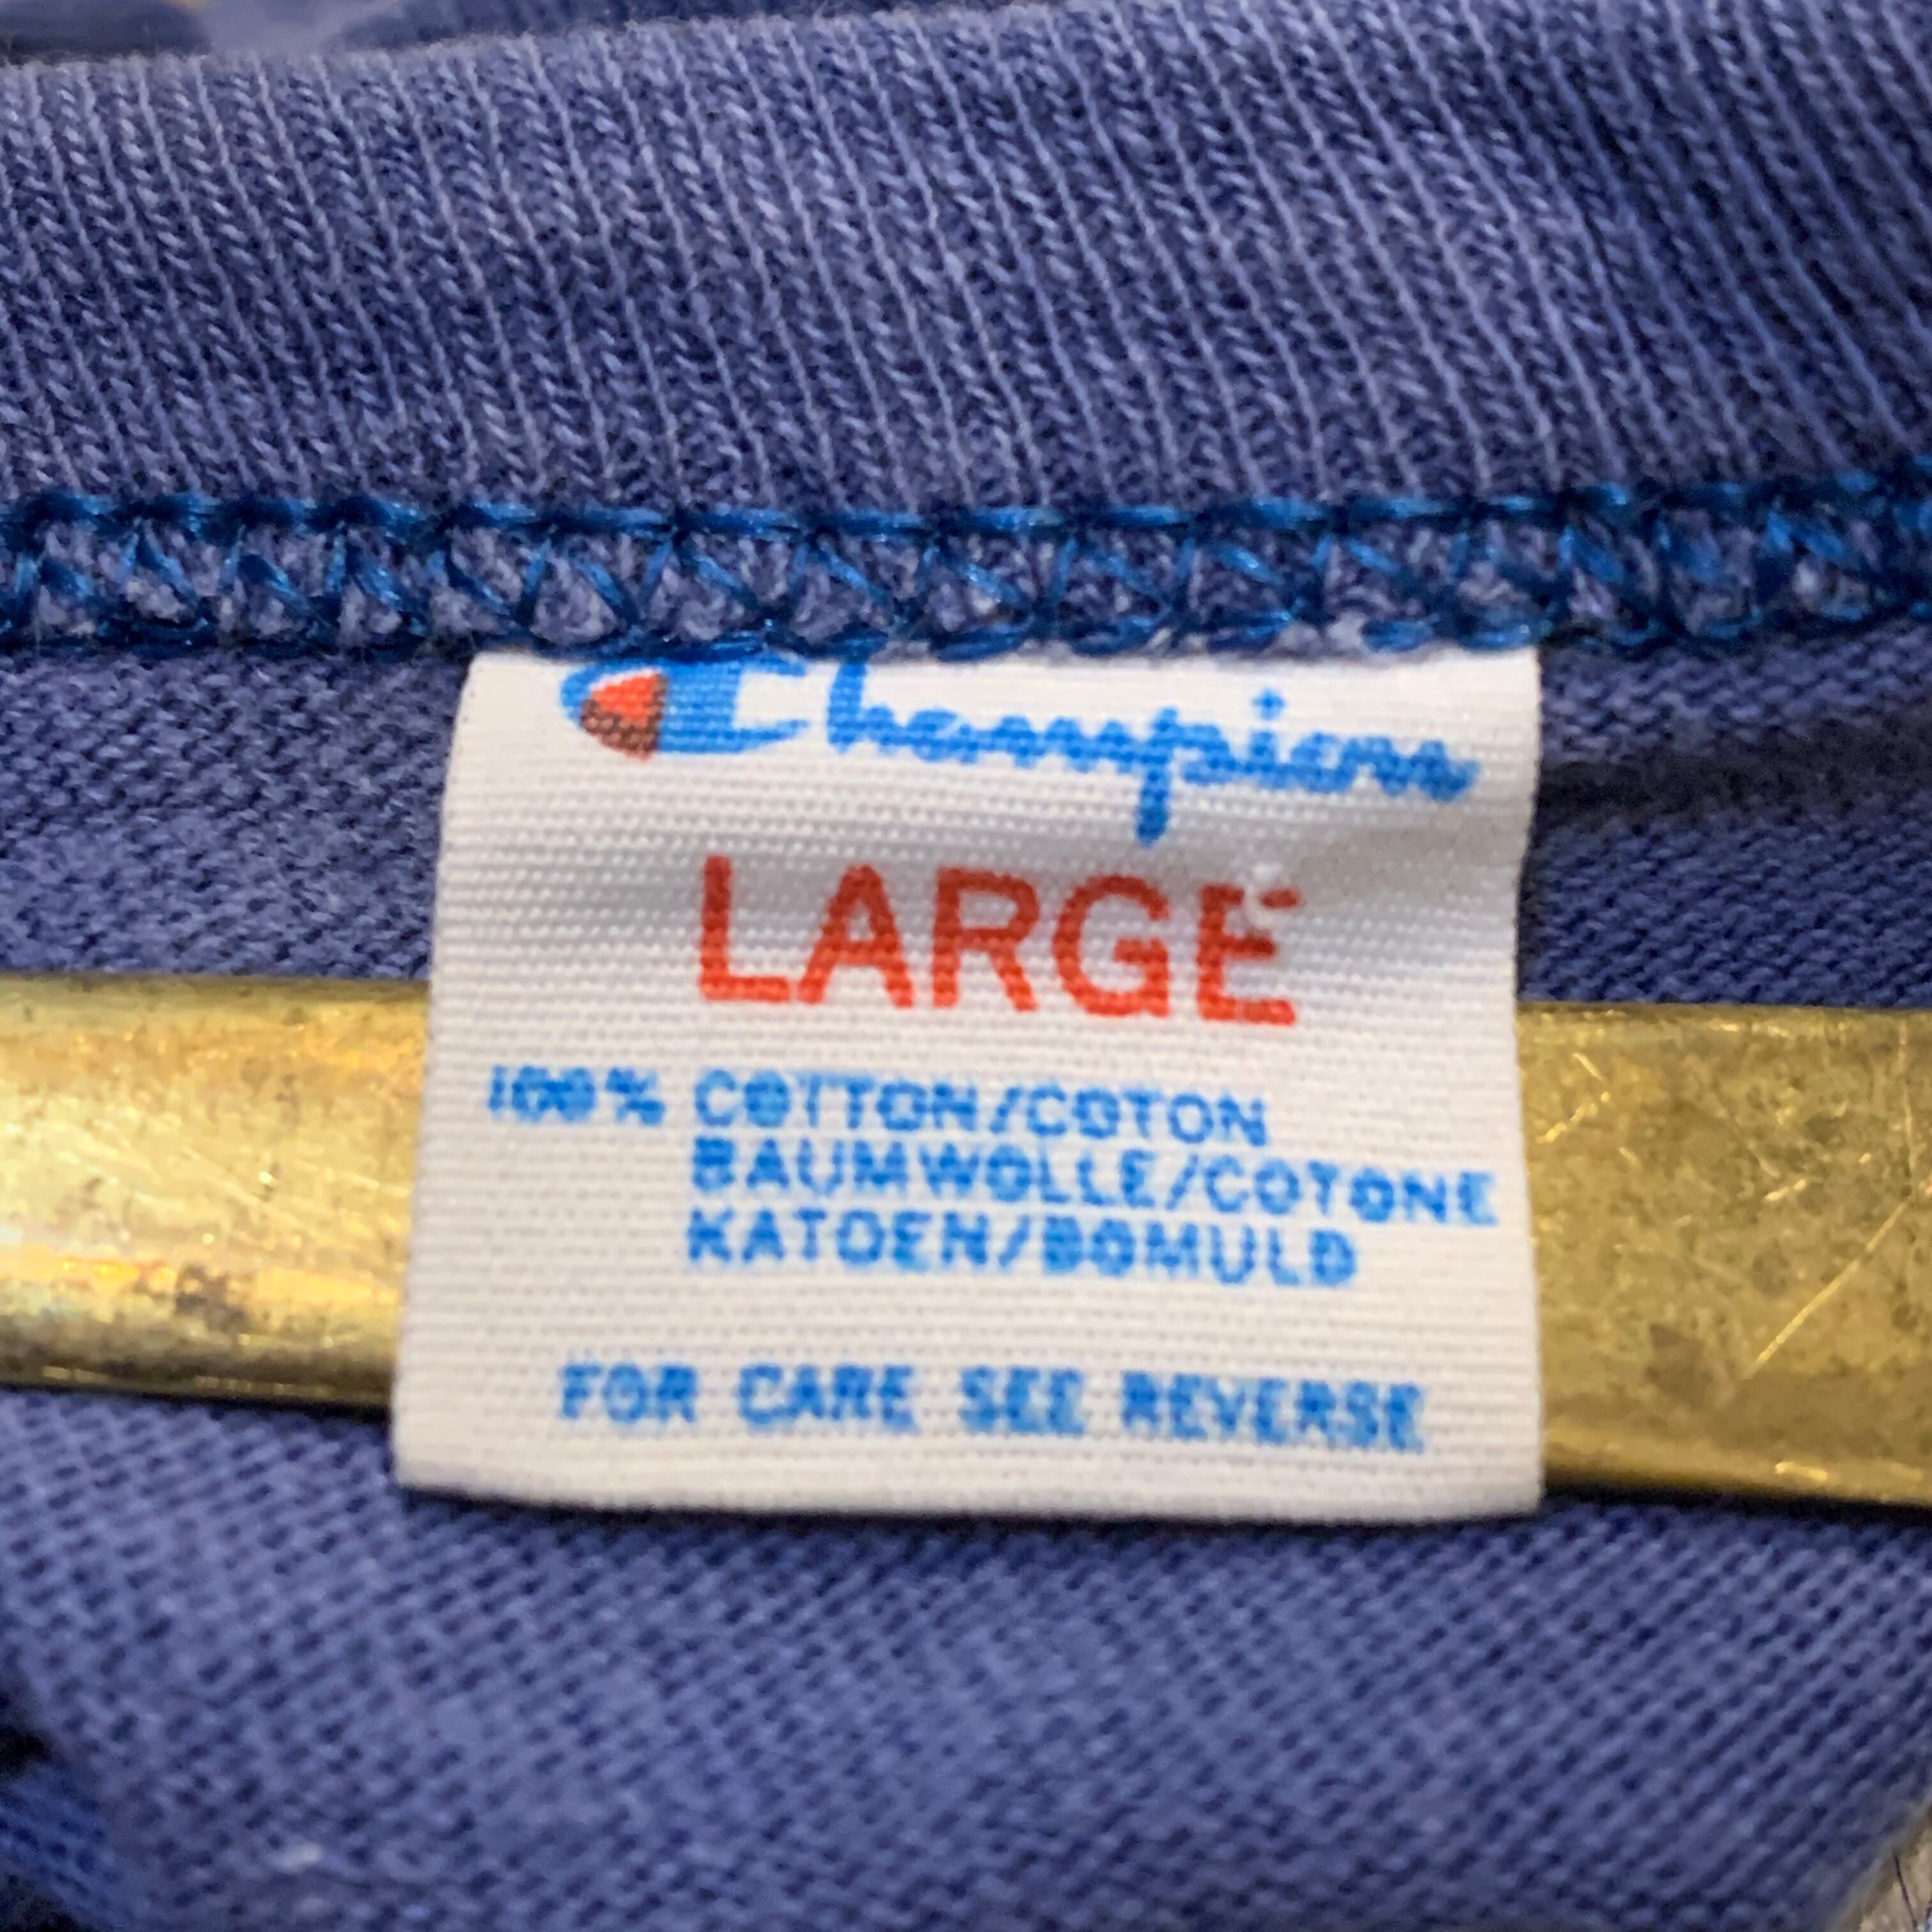 Champion
LARGE
100% COTTON/COTON
BAUMWOLLE/COTONE
KATOEN/BOMULD
FOR CARE SEE REVERSE